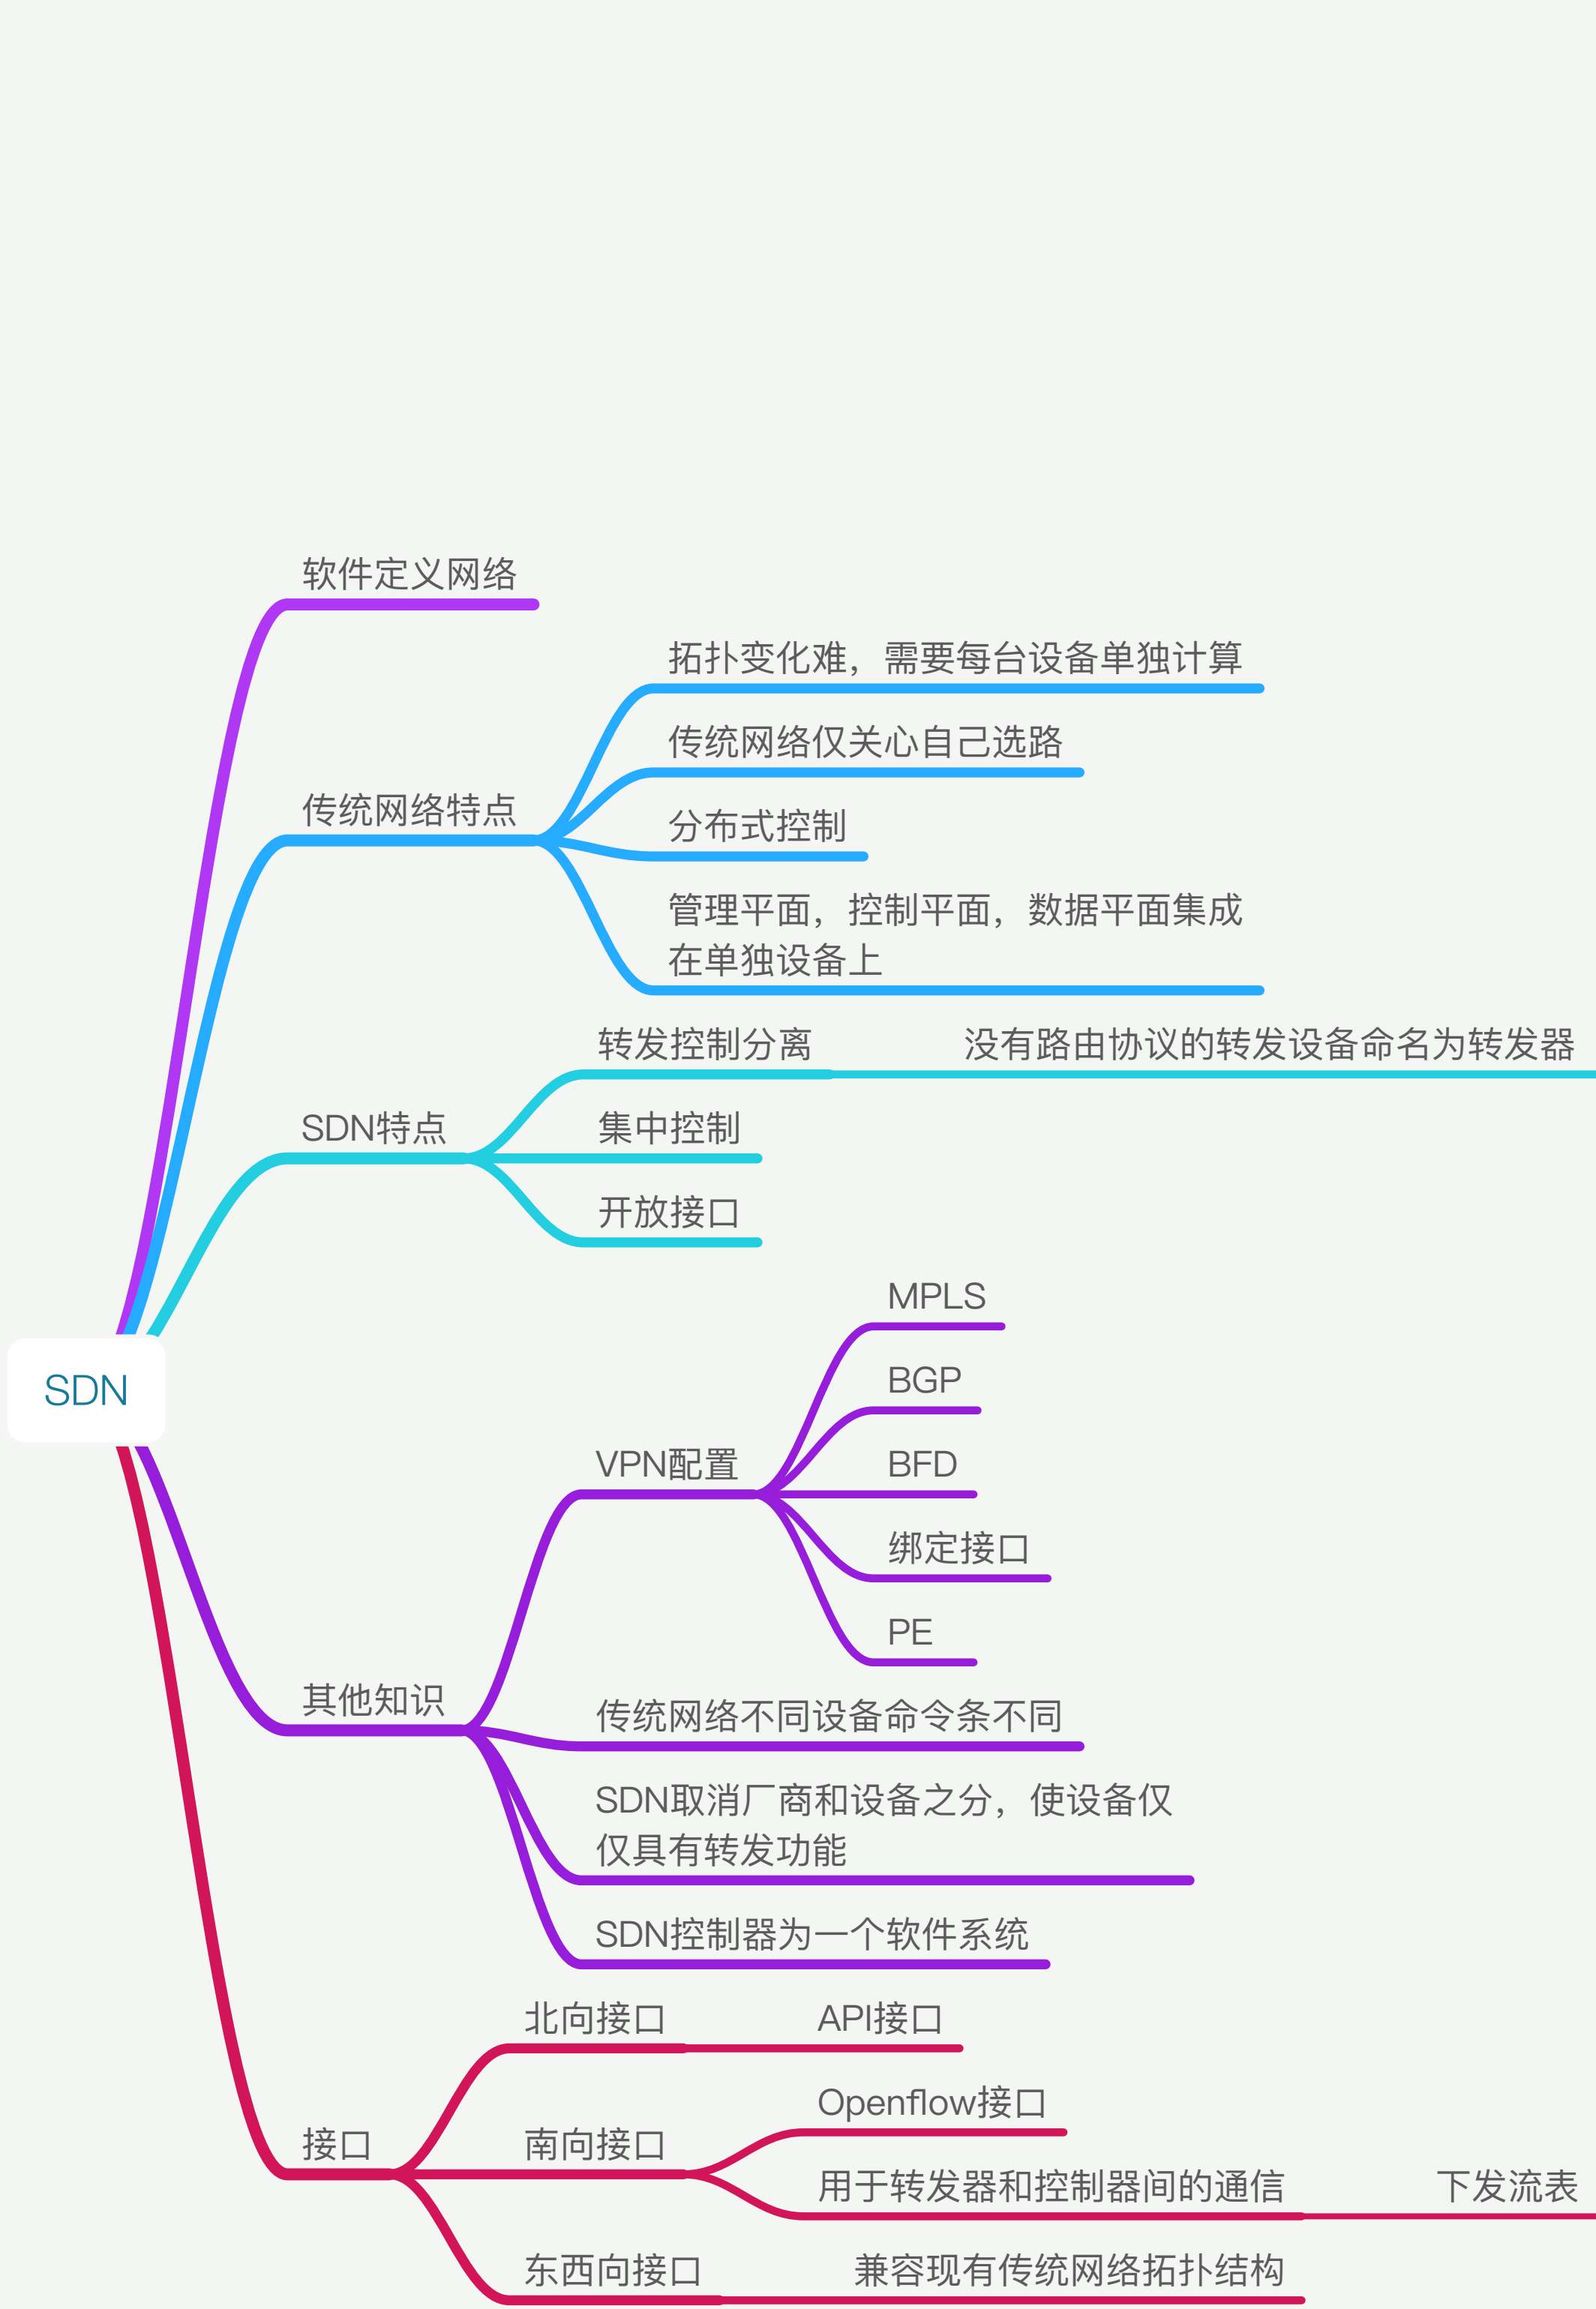 软件定义网络
拓扑变化难，需要每台设备单独计算
传统网络仅关心自己选路
传统网络特点
分布式控制
管理平面，控制平面，数据平面集成
在单独设备上
转发控制分离
没有路由协议的转发设备命名为转发器
SDN特点
集中控制
开放接口
MPLS
BGP
SDN
VPN配置
BFD
绑定接口
PE
其他知识
传统网络不同设备命令条不同
SDN取消厂商和设备之分，使设备仅
仅具有转发功能
SDN控制器为一个软件系统
北向接口
API接口
Openflow接口
接口
南向接口
用于转发器和控制器间的通信
下发流表
东西向接口
兼容现有传统网络拓扑结构